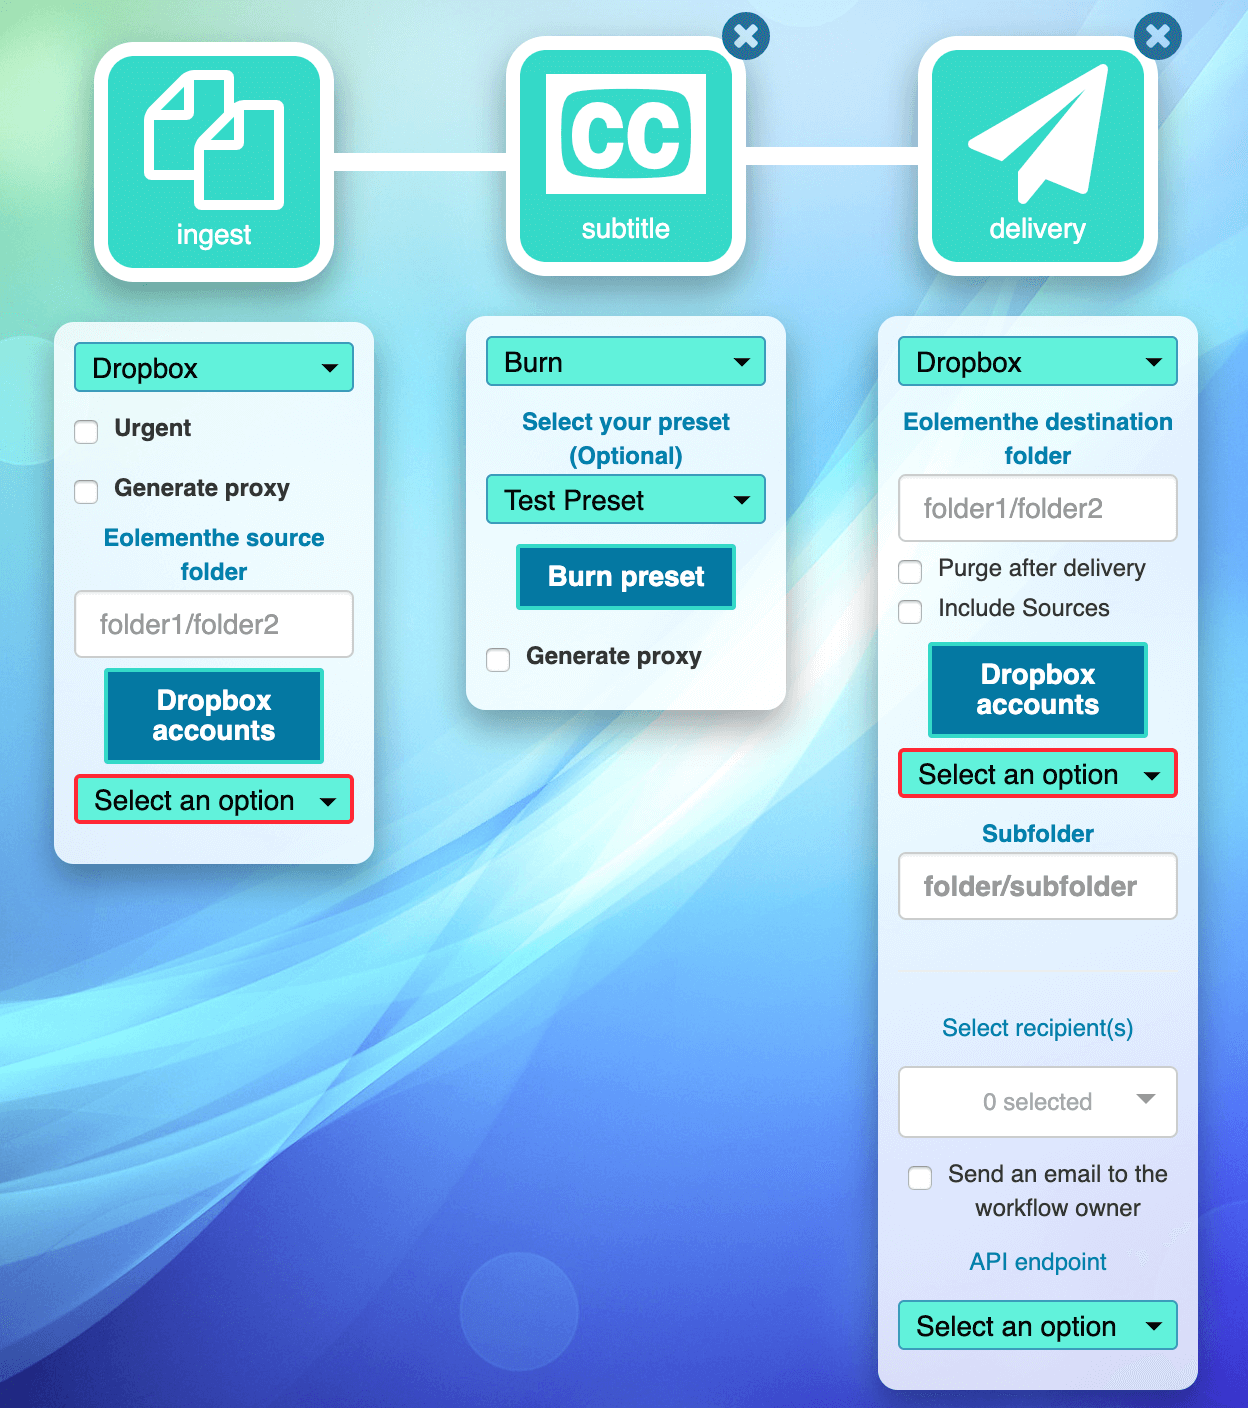 ingest
CC
subtitle
delivery
Dropbox
Urgent
Generate proxy
Eolementhe source
folder
folder1/folder2
Dropbox
accounts
Select an option
Burn
Select your preset
(Optional)
Test Preset
Burn preset
Generate proxy
Dropbox
Eolementhe destination
folder
folder1/folder2
Purge after delivery
Include Sources
Dropbox
accounts
Select an option
Subfolder
folder/subfolder
Select recipient(s)
0 selected
Send an email to the
workflow owner
API endpoint
Select an option